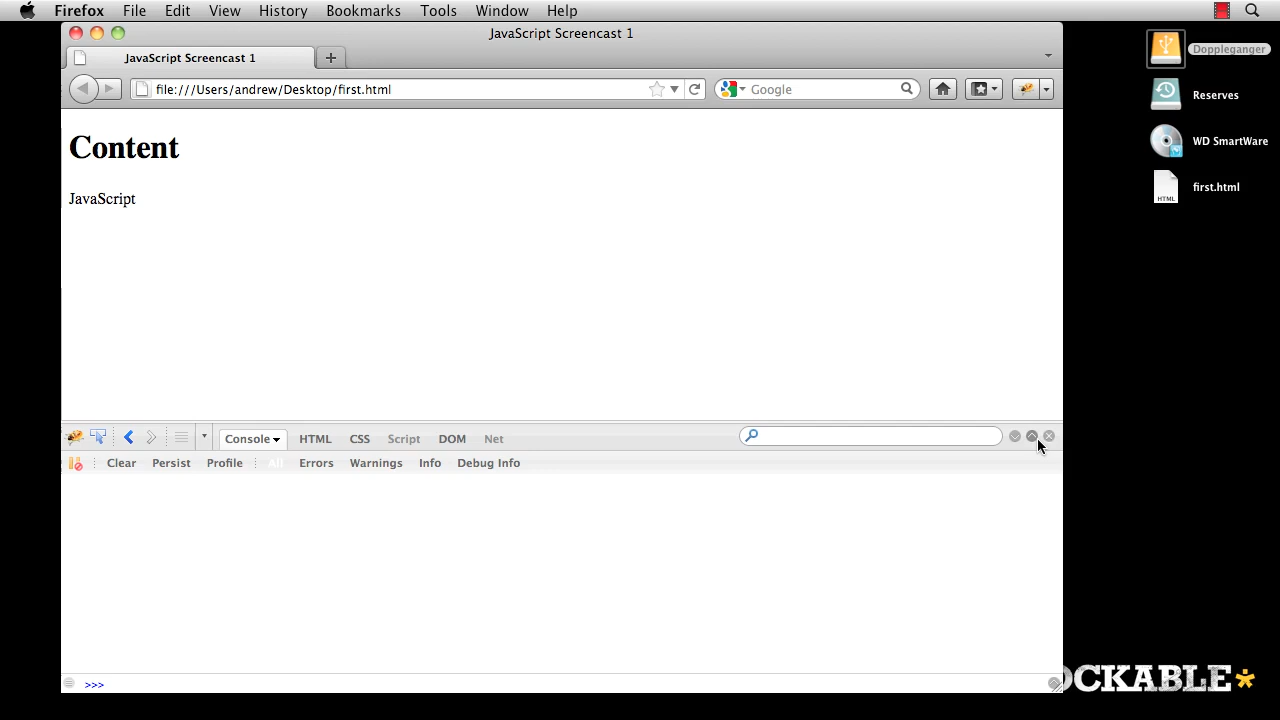 Firefox File Edit View History Bookmarks Tools Window Help
JavaScript Screencast 1
JavaScript Screencast 1
file:///Users/andrew/Desktop/first.html
Google
Content
JavaScript
Console HTML CSS Script DOM Net
Clear Persist Profile All Errors Warnings Info Debug Info
>>>
Doppleganger
Reserves
WD SmartWare
HTML
first.html
OCKABLE*